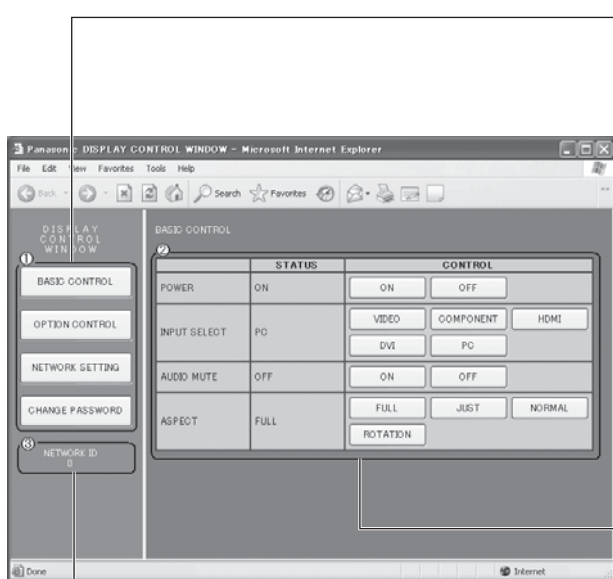 Panasonic DISPLAY CONTROL WINDOW - Microsoft Internet Explorer
File Edit View Favorites Tools Help
Back Search Favorites
DISPLAY
CONTROL
WINDOW
①
BASIC CONTROL
OPTION CONTROL
NETWORK SETTING
CHANGE PASSWORD
③
NETWORK ID
0
BASIC CONTROL
②
STATUS CONTROL
POWER ON ON OFF
INPUT SELECT PC VIDEO COMPONENT HDMI
DVI PC
AUDIO MUTE OFF ON OFF
ASPECT FULL FULL JUST NORMAL
ROTATION
Done Internet